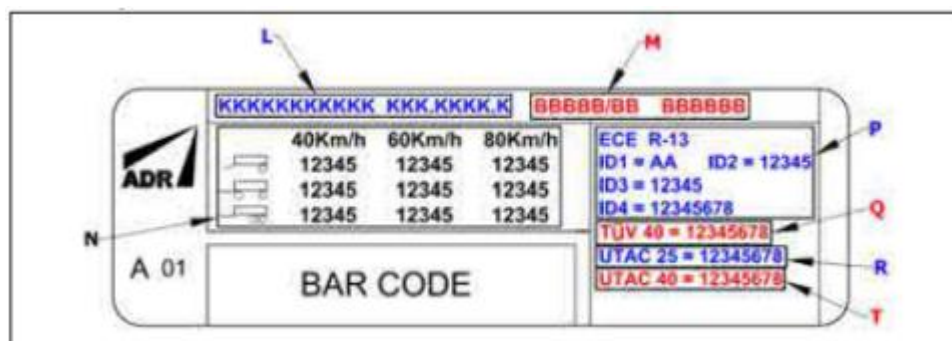 L
M
KKKKKKKKKKK KKK.KKKK.K
BBBBB/BB BBBBBB
40Km/h 60Km/h 80Km/h
12345 12345 12345
12345 12345 12345
12345 12345 12345
ADR
N
A 01
BAR CODE
ECE R-13
ID1 = AA ID2 = 12345
ID3 = 12345
ID4 = 12345678
TÜV 40 = 12345678
UTAC 25 = 12345678
UTAC 40 = 12345678
P
Q
R
T